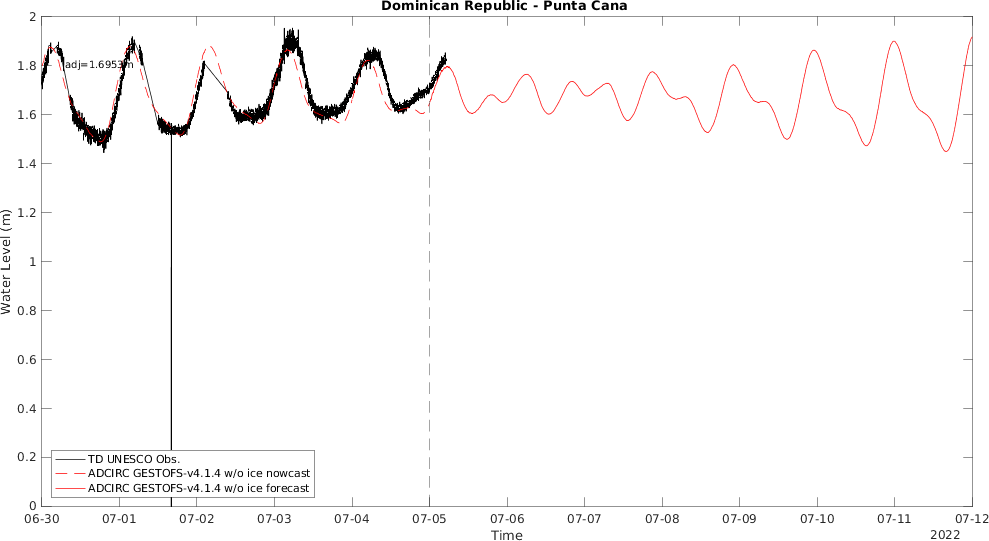 Dominican Republic - Punta Cana
2
1.8
1.6
1.4
1.2
1
0.8
0.6
0.4
0.2
0
Water Level (m)
adj=1.6953m
TD UNESCO Obs.
ADCIRC GESTOFS-v4.1.4 w/o ice nowcast
ADCIRC GESTOFS-v4.1.4 w/o ice forecast
06-30 07-01 07-02 07-03 07-04 07-05 07-06 07-07 07-08 07-09 07-10 07-11 07-12
Time
2022